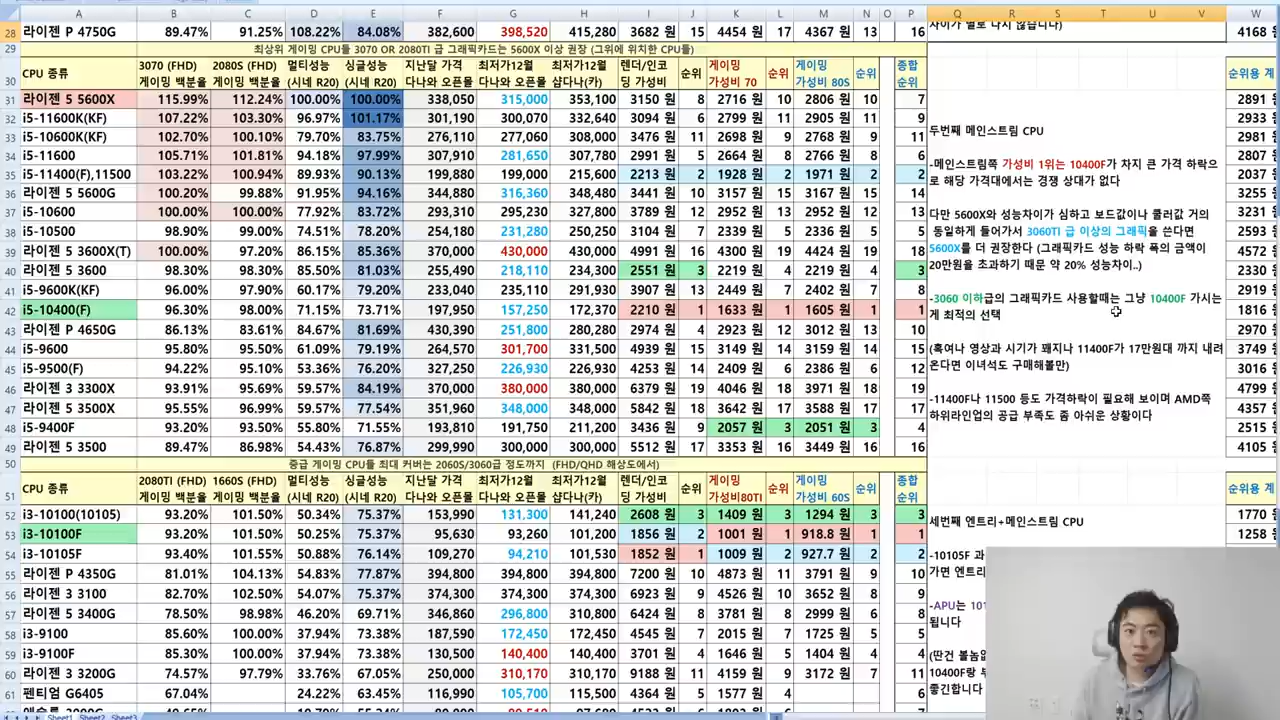 A B C D E F G H I J K L M N O P Q R S T U V W
28 라이젠 P 4750G 89.47% 91.25% 108.22% 84.08% 382,600 398,520 415,280 3682 원 15 4454 원 17 4367 원 13 16 차이가 별로 나지 않습니다) 4168 원
29 최상위 게이밍 CPU들 3070 OR 2080TI 급 그래픽카드는 5600X 이상 권장 (그위에 위치한 CPU들)
30 CPU 종류 3070 (FHD) 게이밍 백분율 2080S (FHD) 게이밍 백분율 멀티성능 (시네 R20) 싱글성능 (시네 R20) 지난달 가격 다나와 오픈몰 최저가12월 다나와 오픈몰 최저가12월 샵다나(카) 렌더/인코딩 가성비 순위 게이밍 가성비 70 순위 게이밍 가성비 80S 순위 종합 순위 순위용 계
31 라이젠 5 5600X 115.99% 112.24% 100.00% 100.00% 338,050 315,000 353,100 3150 원 8 2716 원 10 2806 원 10 7 2891 원
32 i5-11600K(KF) 107.22% 103.30% 96.97% 101.17% 301,190 300,070 332,640 3094 원 6 2799 원 11 2905 원 11 9 2933 원
33 i5-10600K(KF) 102.70% 100.10% 79.70% 83.75% 276,110 277,060 308,000 3476 원 11 2698 원 9 2768 원 9 11 2981 원
34 i5-11600 105.71% 101.81% 94.18% 97.99% 307,910 281,650 307,780 2991 원 5 2664 원 8 2766 원 8 6 2807 원
35 i5-11400(F),11500 103.22% 100.94% 89.93% 90.13% 199,880 199,000 215,600 2213 원 2 1928 원 2 1971 원 2 2 2037 원
36 라이젠 5 5600G 100.20% 99.88% 91.95% 94.16% 344,880 316,360 348,480 3441 원 10 3157 원 15 3167 원 15 14 3255 원
37 i5-10600 100.00% 100.00% 77.92% 83.72% 293,310 295,230 327,800 3789 원 12 2952 원 13 2952 원 12 13 3231 원
38 i5-10500 98.90% 99.00% 74.51% 78.24% 254,180 231,280 250,250 3104 원 7 2339 원 5 2336 원 5 5 2593 원
39 라이젠 5 3600X(T) 100.00% 97.20% 86.15% 85.36% 370,000 430,000 430,000 4991 원 16 4300 원 19 4424 원 19 18 4572 원
40 라이젠 5 3600 98.30% 98.30% 85.50% 81.03% 255,490 218,110 234,300 2551 원 3 2219 원 4 2219 원 4 3 2330 원
41 i5-9600K(KF) 96.00% 97.90% 60.17% 79.20% 235,210 235,210 291,930 3907 원 13 2449 원 7 2402 원 7 8 2919 원
42 i5-10400(F) 96.30% 98.00% 71.15% 73.71% 197,950 157,250 172,370 2210 원 1 1633 원 1 1605 원 1 1 1816 원
43 라이젠 P 4650G 86.13% 83.61% 84.67% 81.69% 430,390 251,800 280,280 2974 원 4 2923 원 12 3012 원 13 10 2970 원
44 i5-9600 95.80% 95.50% 61.09% 79.19% 264,570 301,700 331,500 4939 원 15 3149 원 14 3159 원 14 15 3749 원
45 i5-9500(F) 94.22% 95.10% 53.36% 76.20% 327,250 226,930 226,930 4253 원 14 2409 원 6 2386 원 6 12 3016 원
46 라이젠 3 3300X 93.91% 95.69% 59.57% 84.19% 370,000 380,000 380,000 6379 원 19 4046 원 18 3971 원 18 19 4799 원
47 라이젠 5 3500X 95.55% 96.99% 59.57% 77.54% 351,960 348,000 348,000 5842 원 18 3642 원 17 3588 원 17 17 4357 원
48 i5-9400F 93.20% 93.50% 55.80% 71.55% 193,810 191,750 211,200 3436 원 9 2057 원 3 2051 원 3 4 2515 원
49 라이젠 5 3500 89.47% 86.98% 54.43% 76.87% 299,990 300,000 300,000 5512 원 17 3353 원 16 3449 원 16 16 4105 원
두번째 메인스트림 CPU
-메인스트림쪽 가성비 1위는 10400F가 차지 큰 가격 하락으
로 해당 가격대에서는 경쟁 상대가 없다
다만 5600X와 성능차이가 심하고 보드값이나 쿨러값 거의
동일하게 들어서 3060TI 급 이상의 그래픽을 쓴다면
5600X를 더 권장한다 (그래픽카드 성능 하락 폭의 금액이
20만원을 초과하기 때문 약 20% 성능차이..)
-3060 이하급의 그래픽카드 사용할때는 그냥 10400F 가시는
게 최적의 선택
(혹여나 영상과 시기가 꽤지나 11400F가 17만원대 까지 내려
온다면 이녀석도 구매해볼만)
-11400F나 11500 등도 가격하락이 필요해 보이며 AMD쪽
하위라인업의 공급 부족도 좀 아쉬운 상황이다
50 중급 게이밍 CPU들 최대 커버는 2060S/3060급 정도까지 (FHD/QHD 해상도에서)
51 CPU 종류 2080TI (FHD) 게이밍 백분율 1660S (FHD) 게이밍 백분율 멀티성능 (시네 R20) 싱글성능 (시네 R20) 지난달 가격 다나와 오픈몰 최저가12월 다나와 오픈몰 최저가12월 샵다나(카) 렌더/인코딩 가성비 순위 게이밍 가성비80TI 순위 게이밍 가성비 60S 순위 종합 순위 순위용 계
52 i3-10100(10105) 93.20% 101.50% 50.34% 75.37% 153,990 131,300 141,240 2608 원 3 1409 원 3 1294 원 3 3 1770 원
53 i3-10100F 93.20% 101.50% 50.25% 75.37% 95,630 93,260 101,200 1856 원 2 1001 원 1 918.8 원 1 1 1258 원
54 i3-10105F 93.40% 101.55% 50.88% 76.14% 109,270 94,210 101,530 1852 원 1 1009 원 2 927.7 원 2 2
55 라이젠 P 4350G 81.01% 104.13% 54.83% 77.87% 394,800 394,800 394,800 7200 원 10 4873 원 11 3791 원 9 10
56 라이젠 3 3100 82.70% 102.50% 54.07% 75.37% 374,300 374,300 374,300 6923 원 9 4526 원 10 3652 원 8 9
57 라이젠 5 3400G 78.50% 98.98% 46.20% 69.71% 346,860 296,800 310,800 6424 원 8 3781 원 8 2999 원 6 8
58 i3-9100 85.60% 100.00% 37.94% 73.38% 187,590 172,450 172,450 4545 원 7 2015 원 7 1725 원 5 5
59 i3-9100F 85.30% 100.00% 37.94% 73.38% 130,500 140,400 140,400 3701 원 4 1646 원 5 1404 원 4 4
60 라이젠 3 3200G 74.57% 97.79% 33.76% 67.05% 250,000 310,170 310,170 9188 원 11 4159 원 9 3172 원 7 11
61 펜티엄 G6405 67.04% 24.22% 63.45% 116,990 105,700 115,500 4364 원 5 1577 원 4 6
세번째 엔트리+메인스트림 CPU
-10105F 과
가면 엔트리
-APU는 101
됩니다
(딴건 볼놈없
10400F랑 부
좋긴합니다
Sheet1 Sheet2 Sheet3